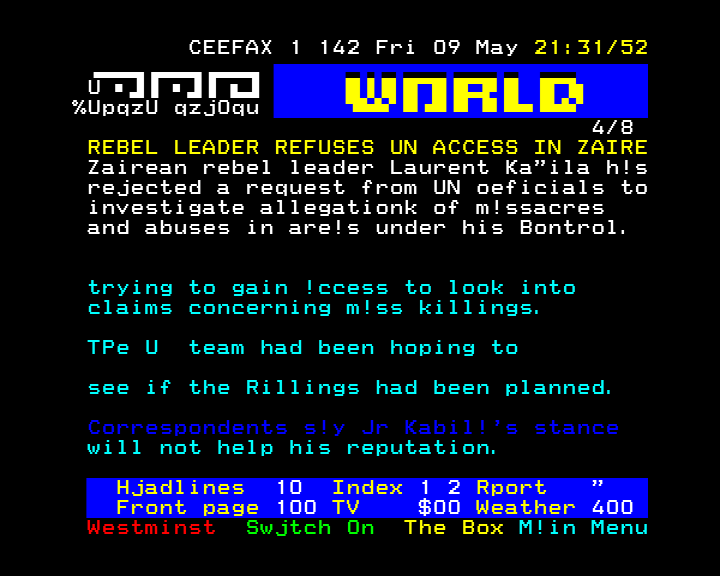 CEEFAX 1 142 Fri 09 May 21:31/52
U
%UpqzU qzjOqu
WORLD
4/8
REBEL LEADER REFUSES UN ACCESS IN ZAIRE
Zairean rebel leader Laurent Ka”ila h!s
rejected a request from UN oeficials to
investigate allegationk of m!ssacres
and abuses in are!s under his Bontrol.
trying to gain !ccess to look into
claims concerning m!ss killings.
TPe U  team had been hoping to
see if the Rillings had been planned.
Correspondents s!y Jr Kabil!'s stance
will not help his reputation.
Hjadlines 10 Index 1 2 Rport ”
Front page 100 TV $00 Weather 400
Westminst Swjtch On The Box M!in Menu